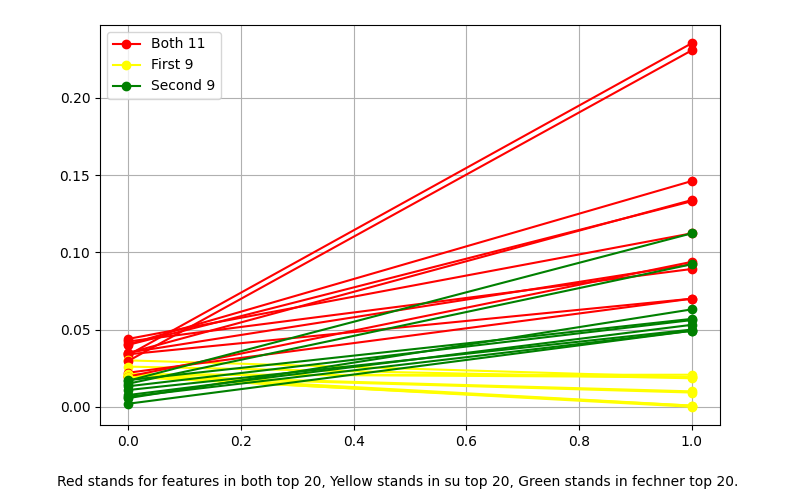 Both 11
First 9
Second 9
0.20
0.15
0.10
0.05
0.00
0.0 0.2 0.4 0.6 0.8 1.0
Red stands for features in both top 20, Yellow stands in su top 20, Green stands in fechner top 20.